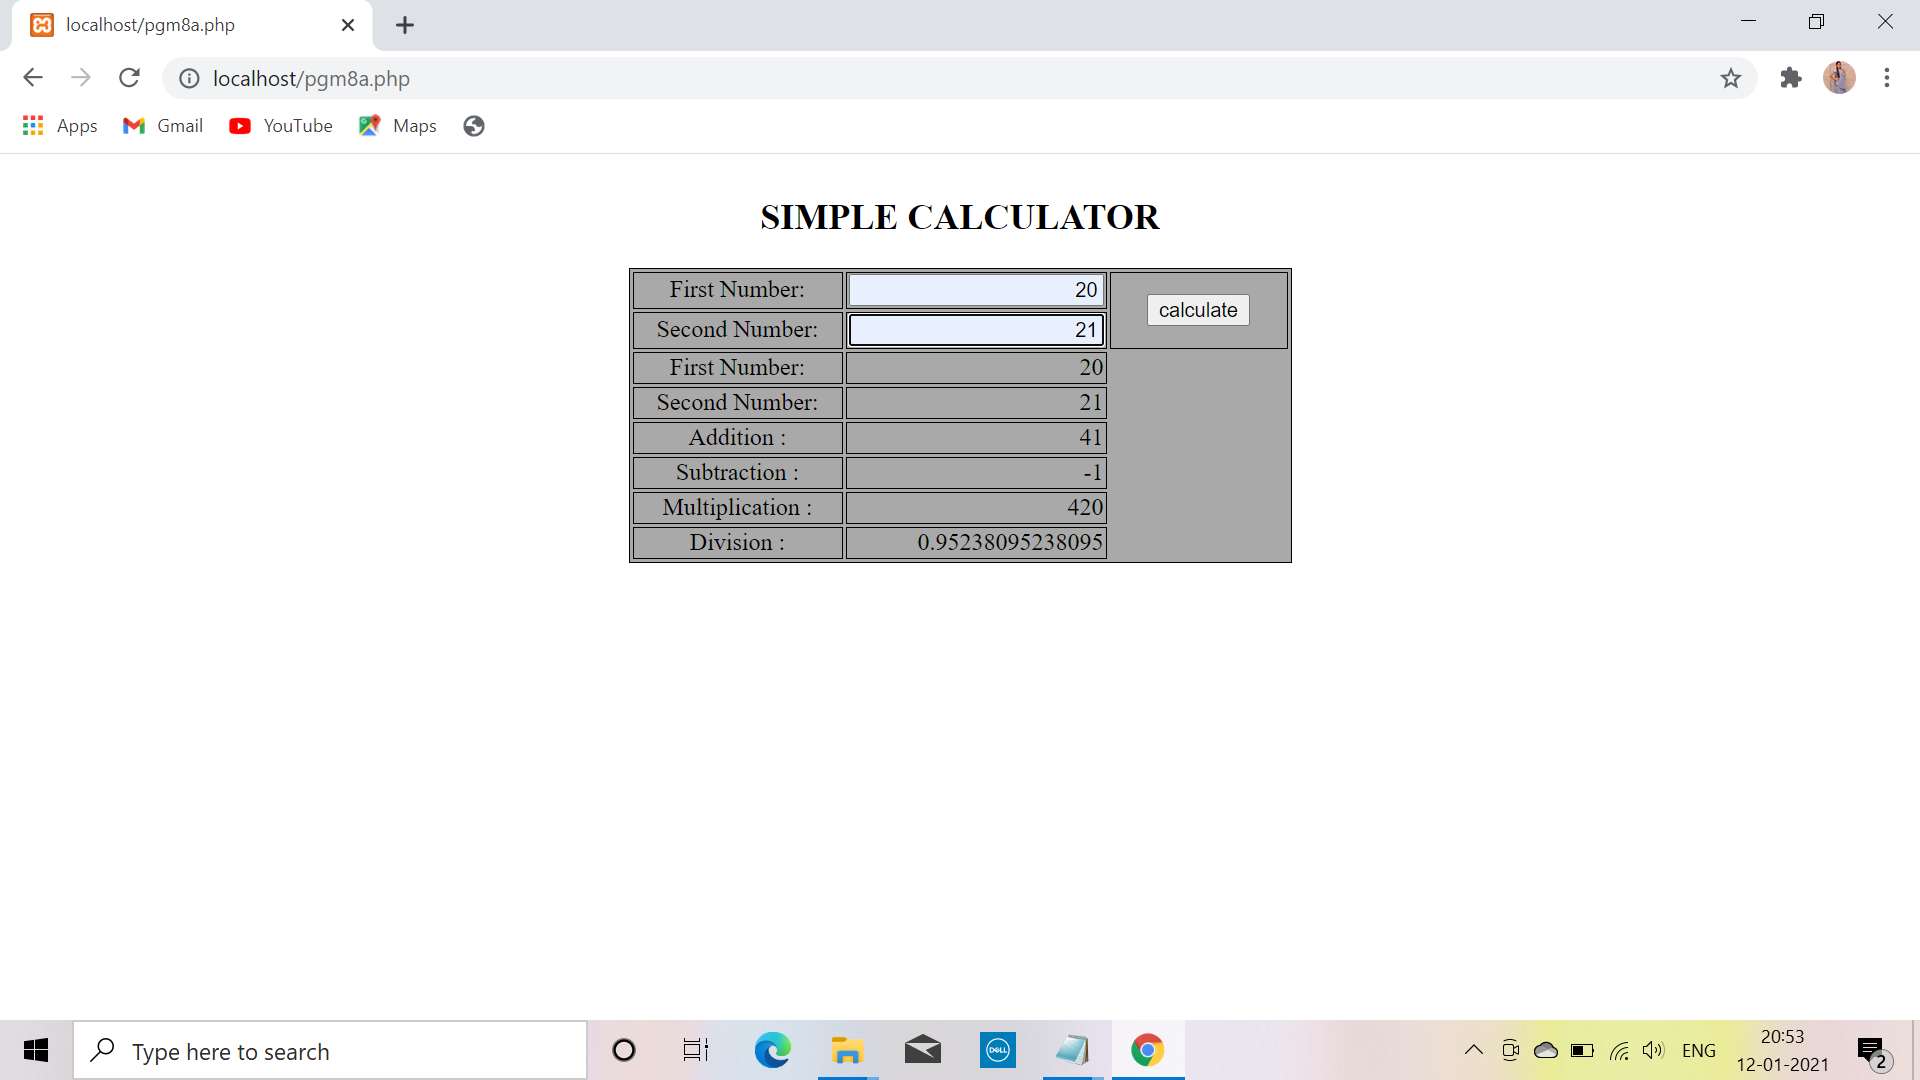 localhost/pgm8a.php
localhost/pgm8a.php
Apps Gmail YouTube Maps
SIMPLE CALCULATOR
First Number: 20 calculate
Second Number: 21
First Number: 20
Second Number: 21
Addition : 41
Subtraction : -1
Multiplication : 420
Division : 0.95238095238095
Type here to search
DELL
ENG
20:53
12-01-2021
2